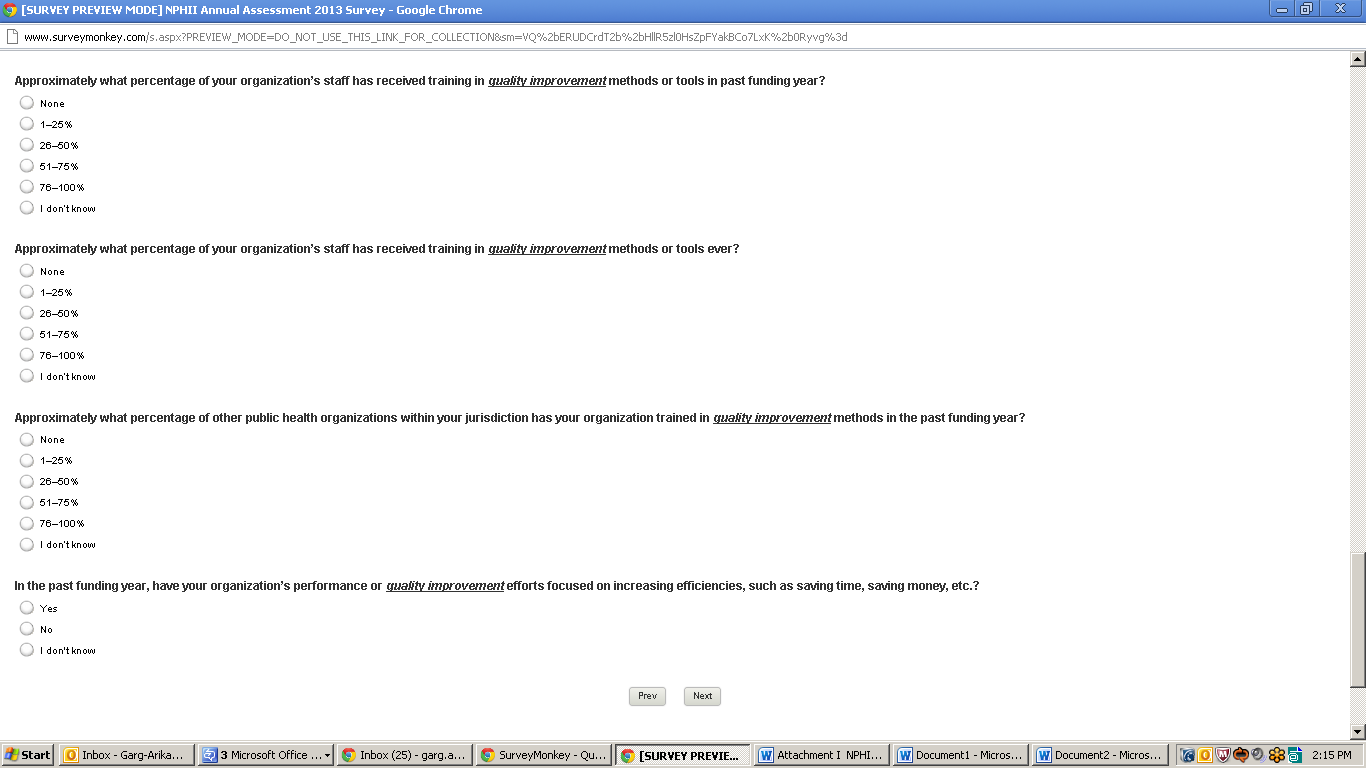 [SURVEY PREVIEW MODE] NPHII Annual Assessment 2013 Survey - Google Chrome
www.surveymonkey.com/s.aspx?PREVIEW_MODE=DO_NOT_USE_THIS_LINK_FOR_COLLECTION&sm=VQ%2bERUDCrdT2b%2bHllR5zl0HsZpFYakBCo7LxK%2b0Ryvg%3d
Approximately what percentage of your organization's staff has received training in quality improvement methods or tools in past funding year?
None
1–25%
26–50%
51–75%
76–100%
I don't know
Approximately what percentage of your organization's staff has received training in quality improvement methods or tools ever?
None
1–25%
26–50%
51–75%
76–100%
I don't know
Approximately what percentage of other public health organizations within your jurisdiction has your organization trained in quality improvement methods in the past funding year?
None
1–25%
26–50%
51–75%
76–100%
I don't know
In the past funding year, have your organization's performance or quality improvement efforts focused on increasing efficiencies, such as saving time, saving money, etc.?
Yes
No
I don't know
Prev Next
Start Inbox - Garg-Arika... 3 Microsoft Office ... Inbox (25) - garg.a... SurveyMonkey - Qu... [SURVEY PREVIE... Attachment I NPHI... Document1 - Micros... Document2 - Micros... 2:15 PM